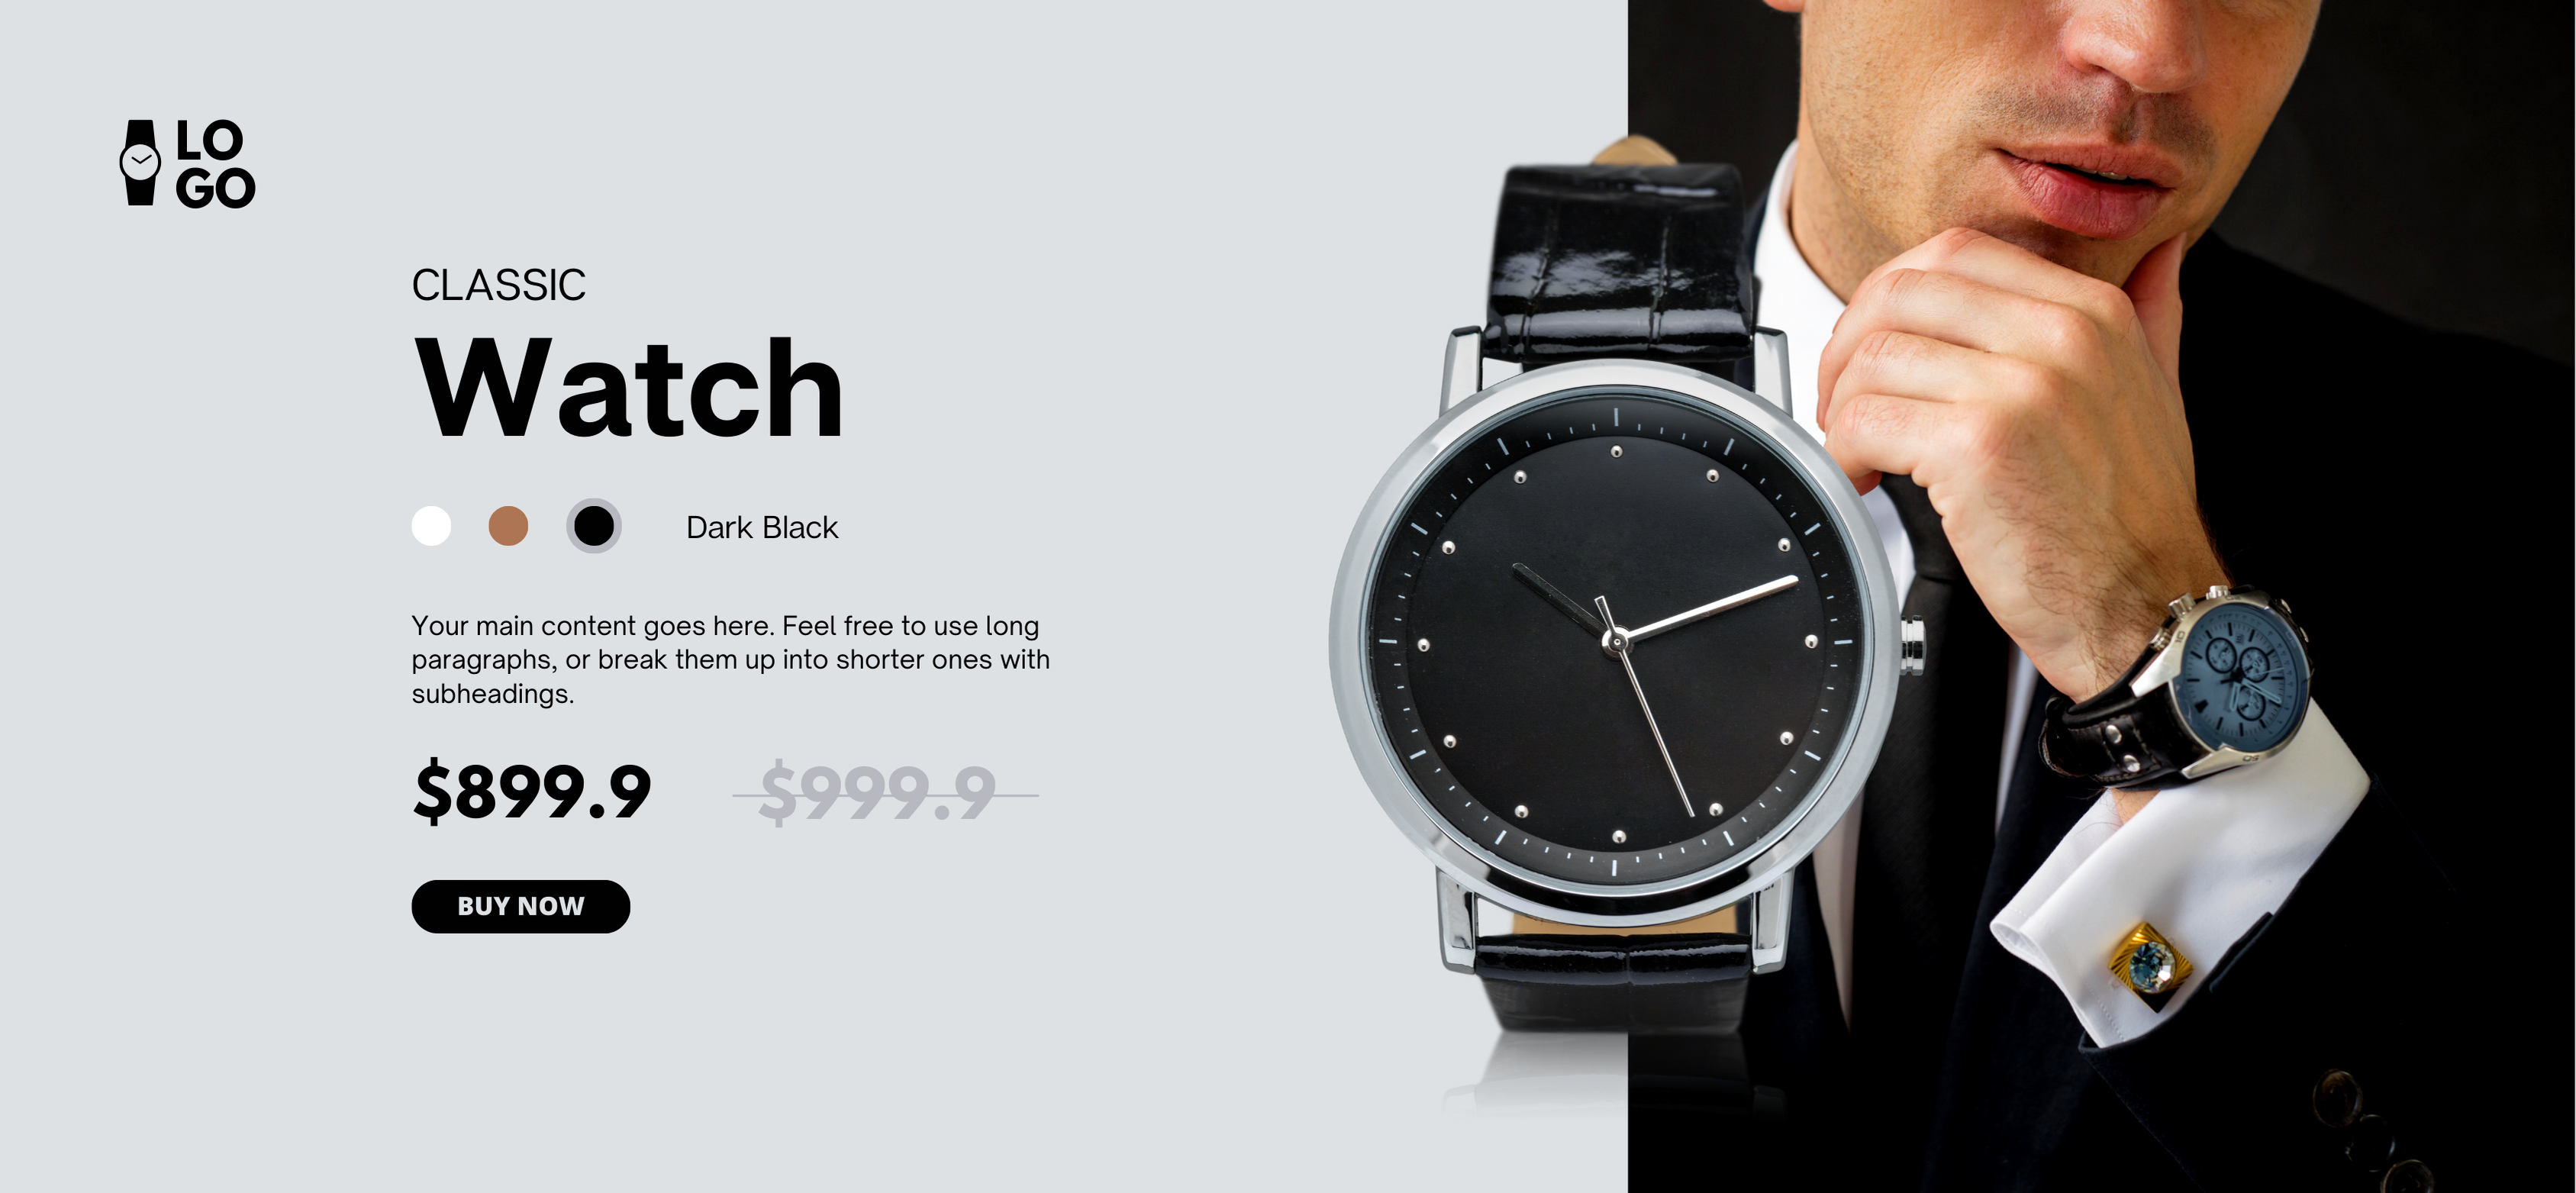 LO
GO
CLASSIC
Watch
Dark Black
Your main content goes here. Feel free to use long
paragraphs, or break them up into shorter ones with
subheadings.
$899.9 $999.9
BUY NOW